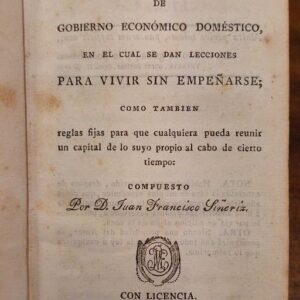 DE
GOBIERNO ECONÓMICO DOMÉSTICO,
EN EL CUAL SE DAN LECCIONES
PARA VIVIR SIN EMPEÑARSE;
COMO TAMBIEN
reglas fijas para que cualquiera pueda reunir
un capital de lo suyo propio al cabo de cierto
tiempo:
COMPUESTO
Por D. Juan Francisco Siñeriz.
CON LICENCIA.